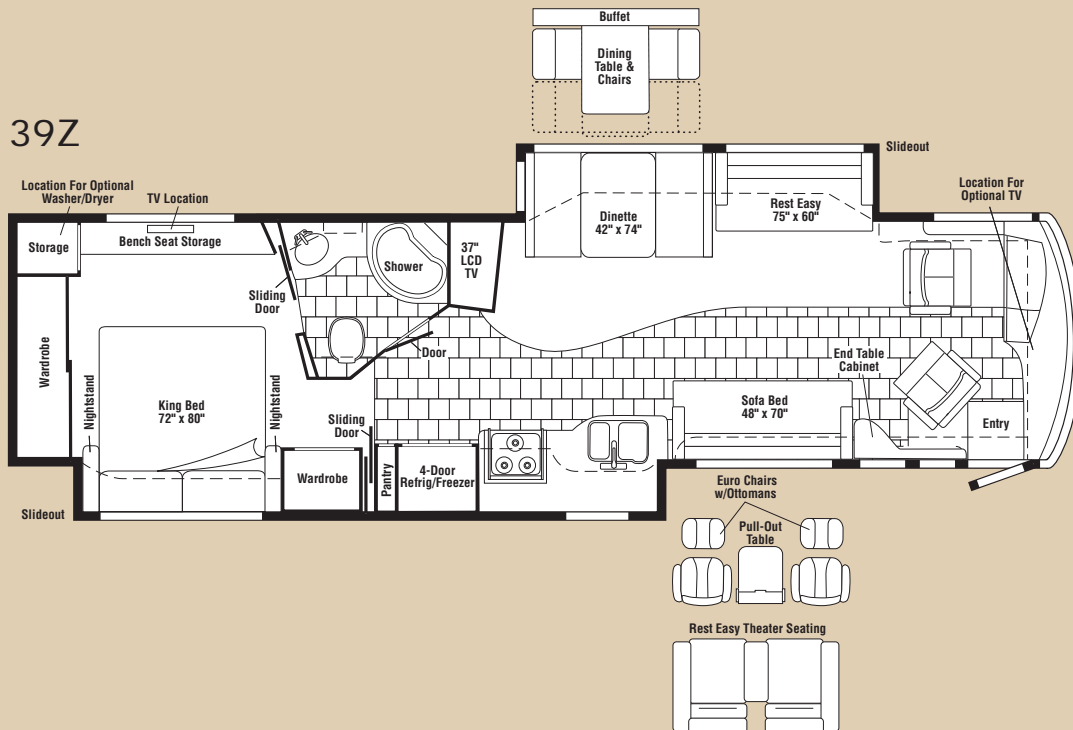 Buffet
Dining
Table &
Chairs
39Z
Slideout
Location For Optional
Washer/Dryer
TV Location
Location For
Optional TV
Storage
Bench Seat Storage
Shower
37"
LCD
TV
Dinette
42" x 74"
Rest Easy
75" x 60"
Sliding
Door
Door
Wardrobe
Nightstand
King Bed
72" x 80"
Nightstand
Sliding
Door
Wardrobe
Pantry
4-Door
Refrig/Freezer
Sofa Bed
48" x 70"
End Table
Cabinet
Entry
Slideout
Euro Chairs
w/Ottomans
Pull-Out
Table
Rest Easy Theater Seating